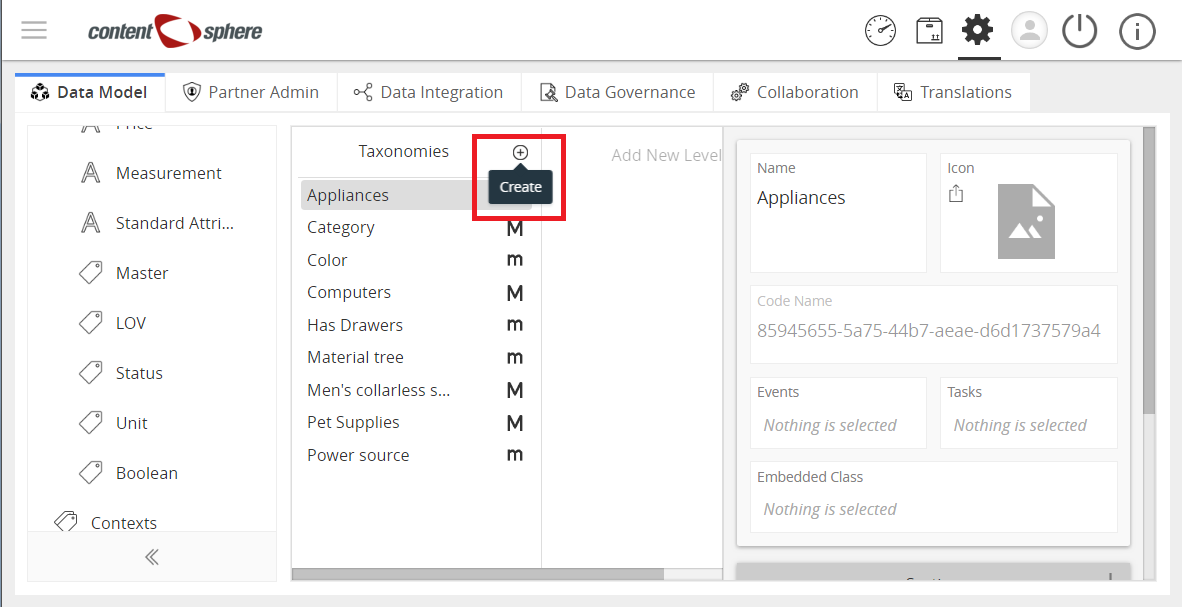 content sphere
Data Model
Partner Admin
Data Integration
Data Governance
Collaboration
Translations
Price
Measurement
Standard Attri...
Master
LOV
Status
Unit
Boolean
Contexts
Taxonomies
Create
Appliances
Category M
Color m
Computers M
Has Drawers m
Material tree m
Men's collarless s... M
Pet Supplies M
Power source m
Add New Level
Name
Appliances
Icon
Code Name
85945655-5a75-44b7-aeae-d6d1737579a4
Events
Nothing is selected
Tasks
Nothing is selected
Embedded Class
Nothing is selected